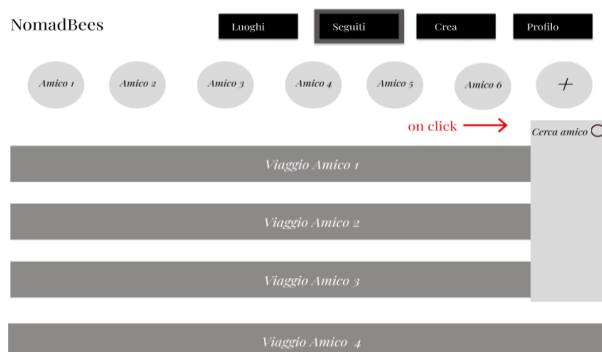 NomadBees
Luoghi
Seguiti
Crea
Profilo
Amico 1
Amico 2
Amico 3
Amico 4
Amico 5
Amico 6
+
on click
Cerca amico
Viaggio Amico 1
Viaggio Amico 2
Viaggio Amico 3
Viaggio Amico 4